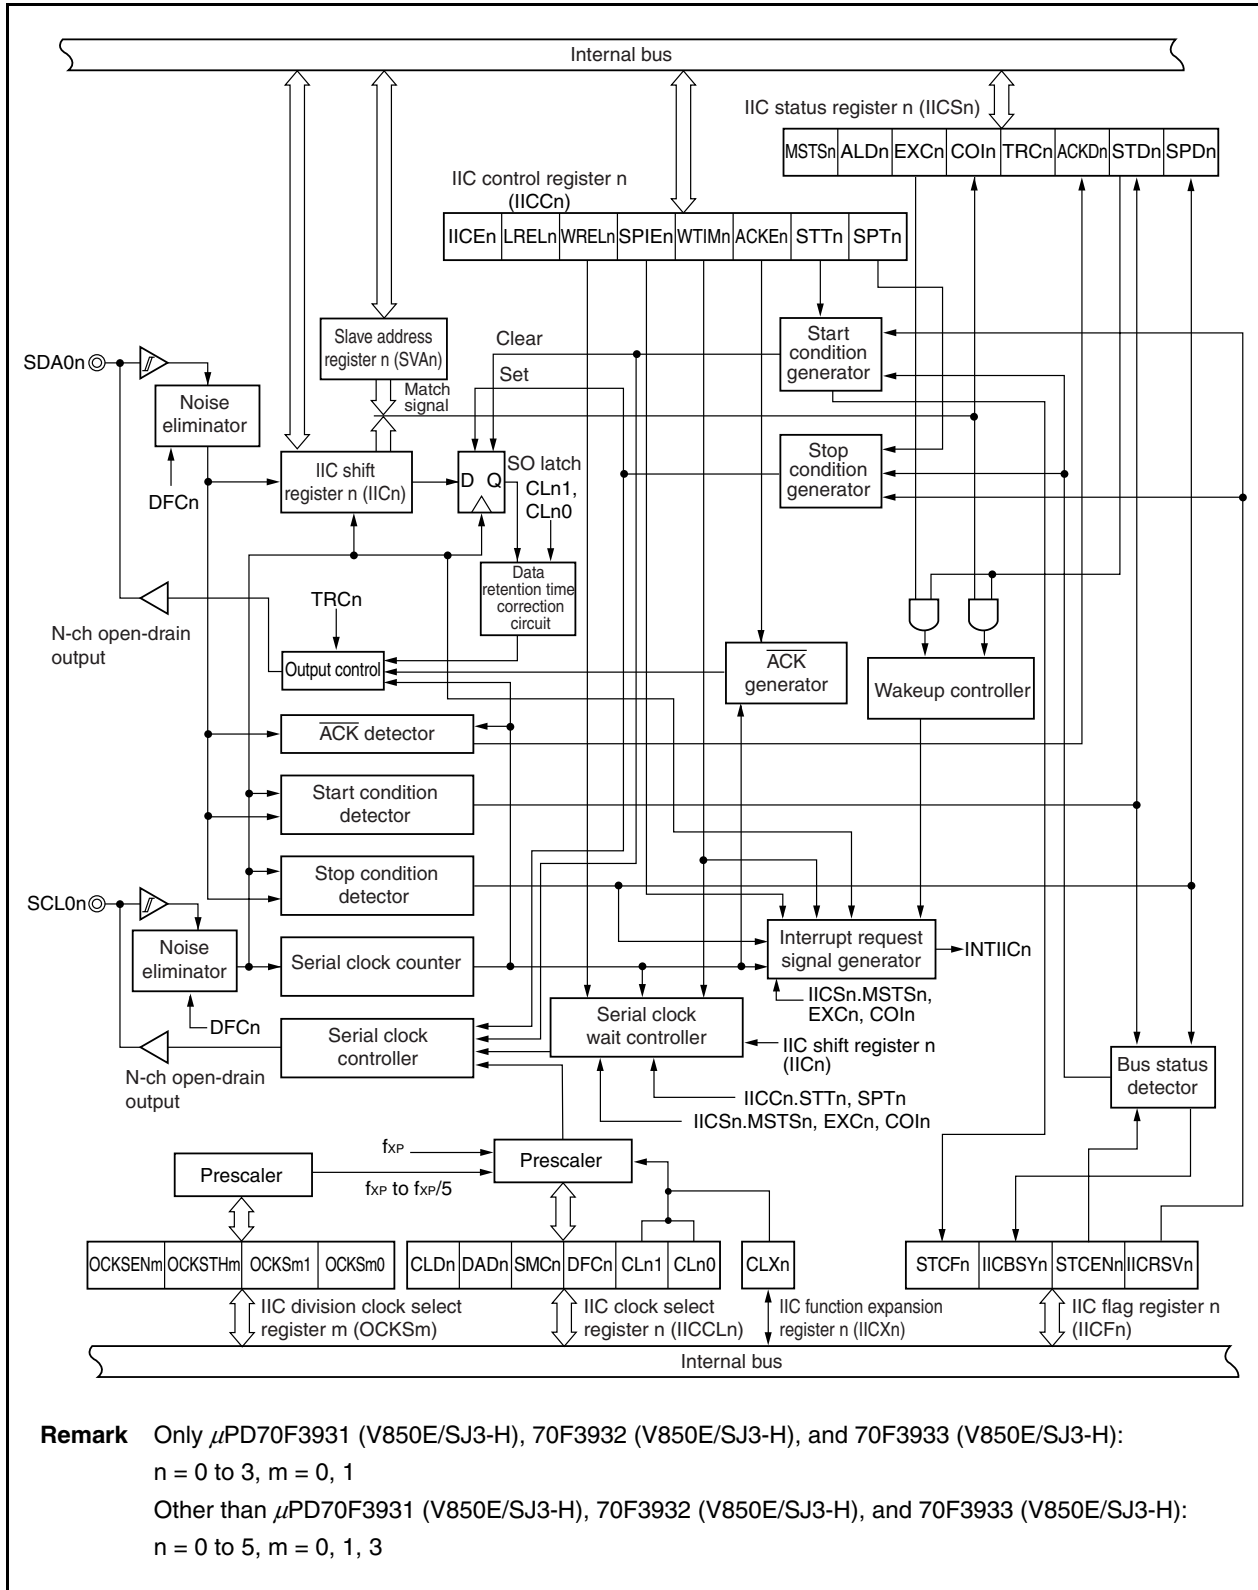 Internal bus
IIC status register n (IICSn)
MSTSn ALDn EXCn COIn TRCn ACKDn STDn SPDn
IIC control register n
(IICCn)
IICEn LRELn WRELn SPIEn WTIMn ACKEn STTn SPTn
Slave address
register n (SVAn)
Clear
Start
condition
generator
SDA0n
Set
Match
signal
Noise
eliminator
DFCn
IIC shift
register n (IICn)
D Q
SO latch
CLn1,
CLn0
Stop
condition
generator
Data
retention time
correction
circuit
TRCn
N-ch open-drain
output
Output control
ACK
generator
Wakeup controller
ACK detector
Start condition
detector
Stop condition
detector
SCL0n
Noise
eliminator
DFCn
Serial clock counter
Interrupt request
signal generator
INTIICn
IICSn.MSTSn,
EXCn, COIn
Serial clock
controller
Serial clock
wait controller
IIC shift register n
(IICn)
N-ch open-drain
output
Bus status
detector
IICCn.STTn, SPTn
IICSn.MSTSn, EXCn, COIn
fXP
Prescaler
fXP to fXP/5
Prescaler
OCKSENm OCKSTHm OCKSm1 OCKSm0
CLDn DADn SMCn DFCn CLn1 CLn0
CLXn
STCFn IICBSYn STCENn IICRSVn
IIC division clock select
register m (OCKSm)
IIC clock select
register n (IICCLn)
IIC function expansion
register n (IICXn)
IIC flag register n
(IICFn)
Internal bus
Remark Only μPD70F3931 (V850E/SJ3-H), 70F3932 (V850E/SJ3-H), and 70F3933 (V850E/SJ3-H):
n = 0 to 3, m = 0, 1
Other than μPD70F3931 (V850E/SJ3-H), 70F3932 (V850E/SJ3-H), and 70F3933 (V850E/SJ3-H):
n = 0 to 5, m = 0, 1, 3